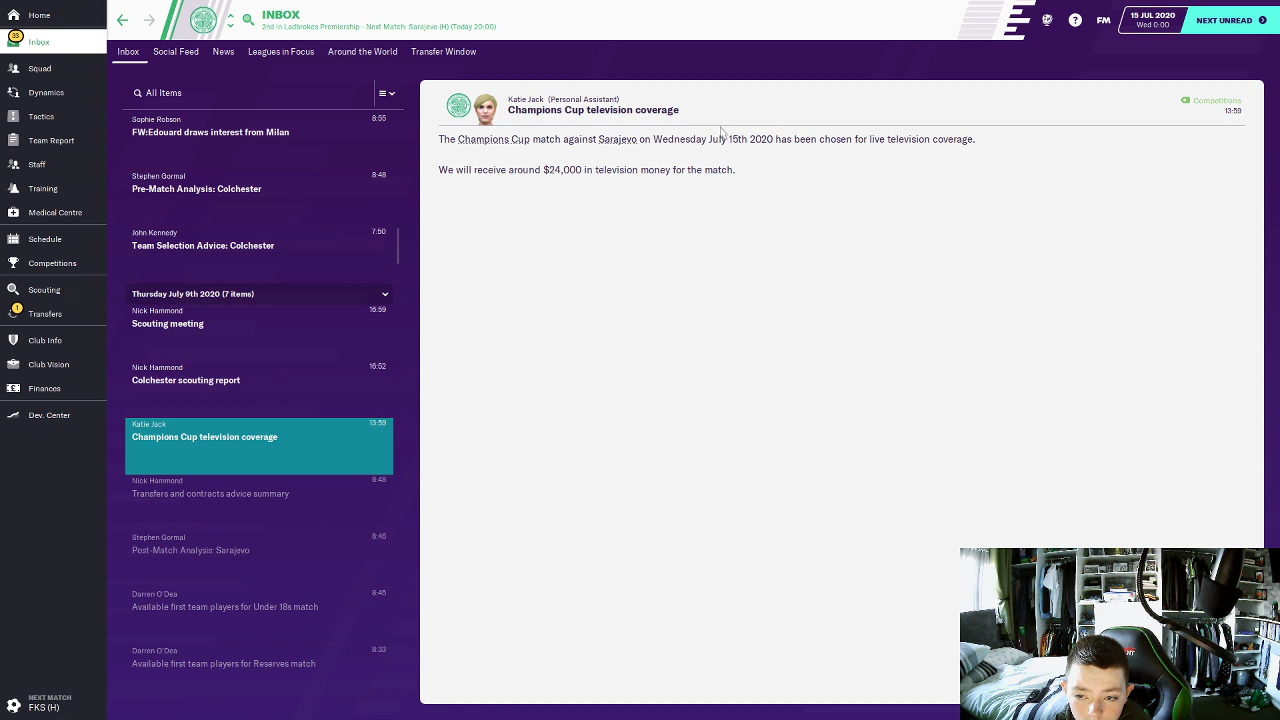 INBOX
2nd in Ladbrokes Premiership - Next Match: Sarajevo (H) (Today 20:00)
FM
15 JUL 2020
Wed 0:00
NEXT UNREAD
33
Inbox
Squad
Dynamics
Tactics
Team Report
Staff
Training
Medical Centre
Schedule
Competitions
Scouting
1
Transfers
Club Info
Club Vision
Finances
Dev. Center
NEXT MATCH
FKS (H)
Inbox
Social Feed
News
Leagues in Focus
Around the World
Transfer Window
All Items
Sophie Robson 8:55
FW:Edouard draws interest from Milan
Stephen Gormal 8:48
Pre-Match Analysis: Colchester
John Kennedy 7:50
Team Selection Advice: Colchester
Thursday July 9th 2020 (7 items)
Nick Hammond 16:59
Scouting meeting
Nick Hammond 16:52
Colchester scouting report
Katie Jack 13:59
Champions Cup television coverage
Nick Hammond 8:48
Transfers and contracts advice summary
Stephen Gormal 8:46
Post-Match Analysis: Sarajevo
Darren O'Dea 8:45
Available first team players for Under 18s match
Darren O'Dea 8:33
Available first team players for Reserves match
Katie Jack (Personal Assistant)
Champions Cup television coverage
Competitions
13:59
The Champions Cup match against Sarajevo on Wednesday July 15th 2020 has been chosen for live television coverage.
We will receive around $24,000 in television money for the match.